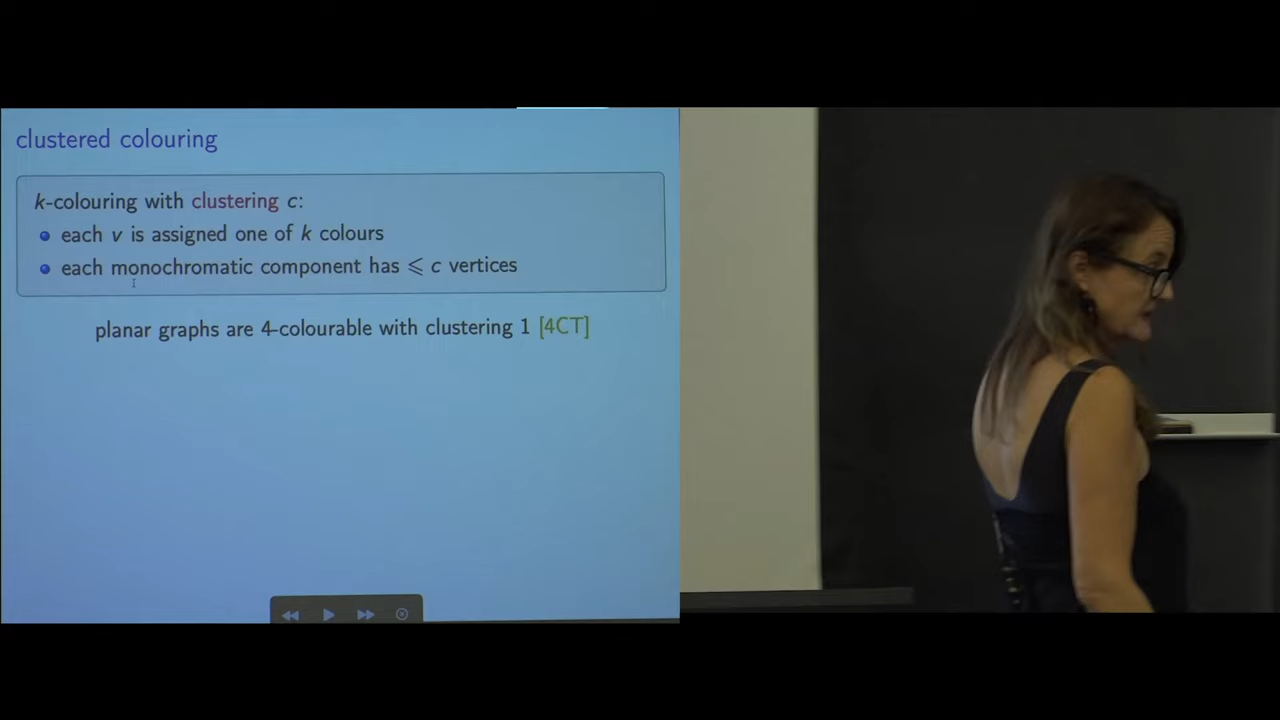 clustered colouring
k-colouring with clustering c:
each v is assigned one of k colours
each monochromatic component has ⩽ c vertices
planar graphs are 4-colourable with clustering 1 [4CT]